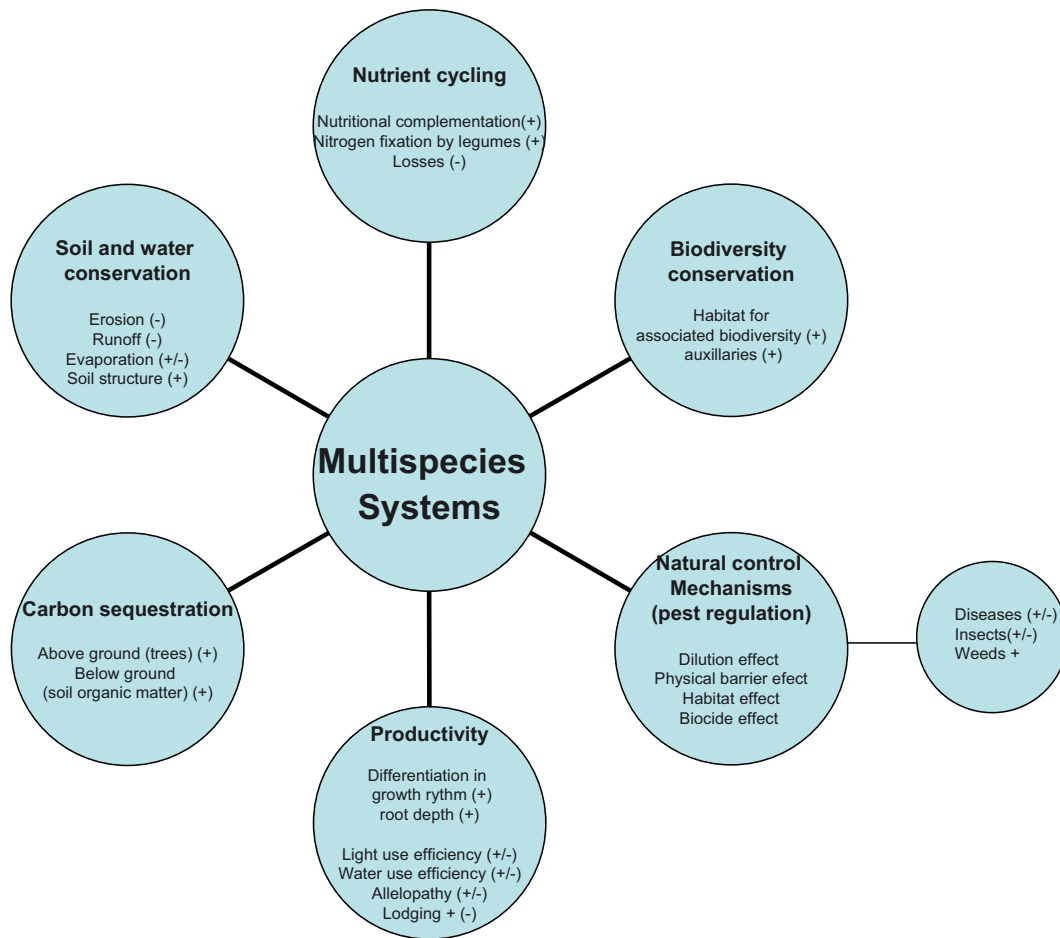 Nutrient cycling
Nutritional complementation(+)
Nitrogen fixation by legumes (+)
Losses (-)
Soil and water
conservation
Erosion (-)
Runoff (-)
Evaporation (+/-)
Soil structure (+)
Biodiversity
conservation
Habitat for
associated biodiversity (+)
auxillaries (+)
Multispecies
Systems
Carbon sequestration
Above ground (trees) (+)
Below ground
(soil organic matter) (+)
Natural control
Mechanisms
(pest regulation)
Dilution effect
Physical barrier efect
Habitat effect
Biocide effect
Diseases (+/-)
Insects(+/-)
Weeds +
Productivity
Differentiation in
growth rythm (+)
root depth (+)
Light use efficiency (+/-)
Water use efficiency (+/-)
Allelopathy (+/-)
Lodging + (-)